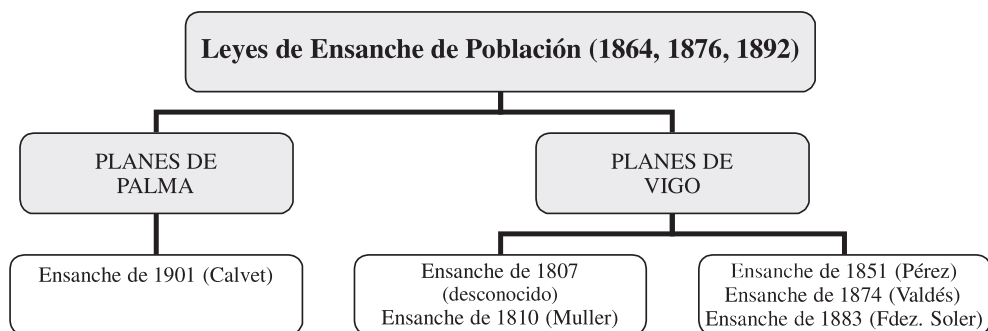 Leyes de Ensanche de Población (1864, 1876, 1892)
PLANES DE
PALMA
PLANES DE
VIGO
Ensanche de 1901 (Calvet)
Ensanche de 1807
(desconocido)
Ensanche de 1810 (Muller)
Ensanche de 1851 (Pérez)
Ensanche de 1874 (Valdés)
Ensanche de 1883 (Fdez. Soler)